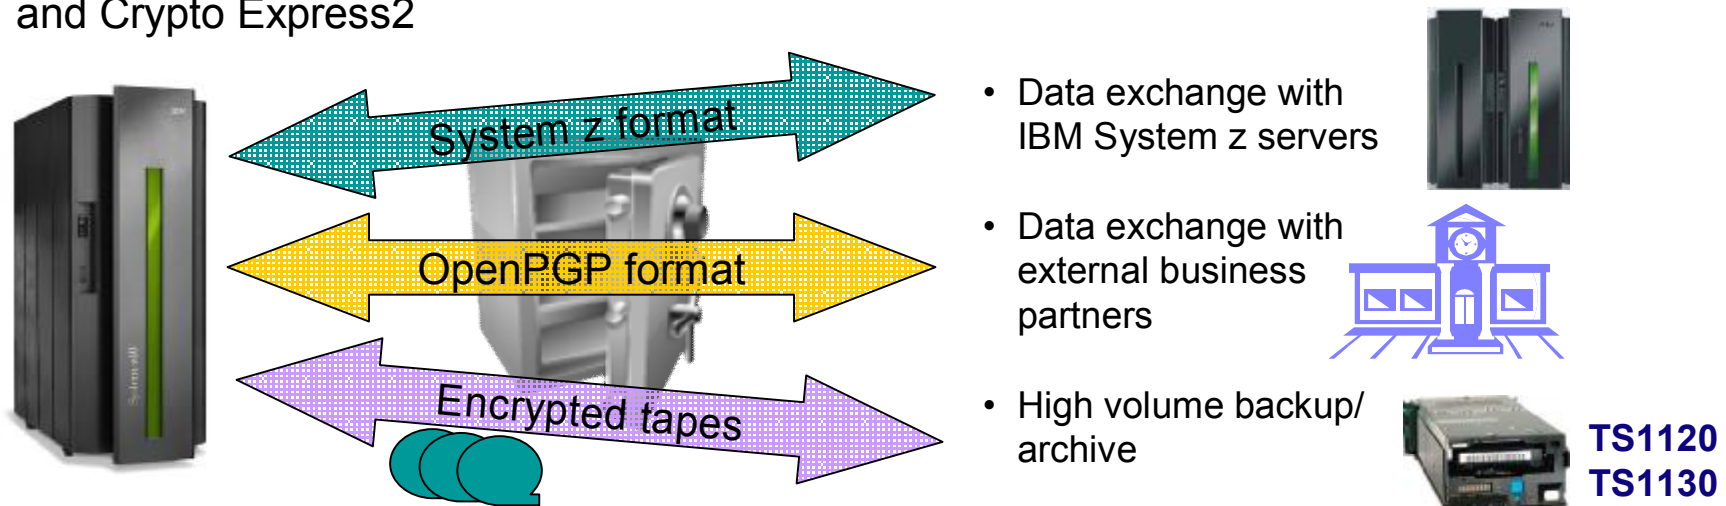 and Crypto Express2
System z format
• Data exchange with
IBM System z servers
OpenPGP format
• Data exchange with
external business
partners
Encrypted tapes
• High volume backup/
archive
TS1120
TS1130